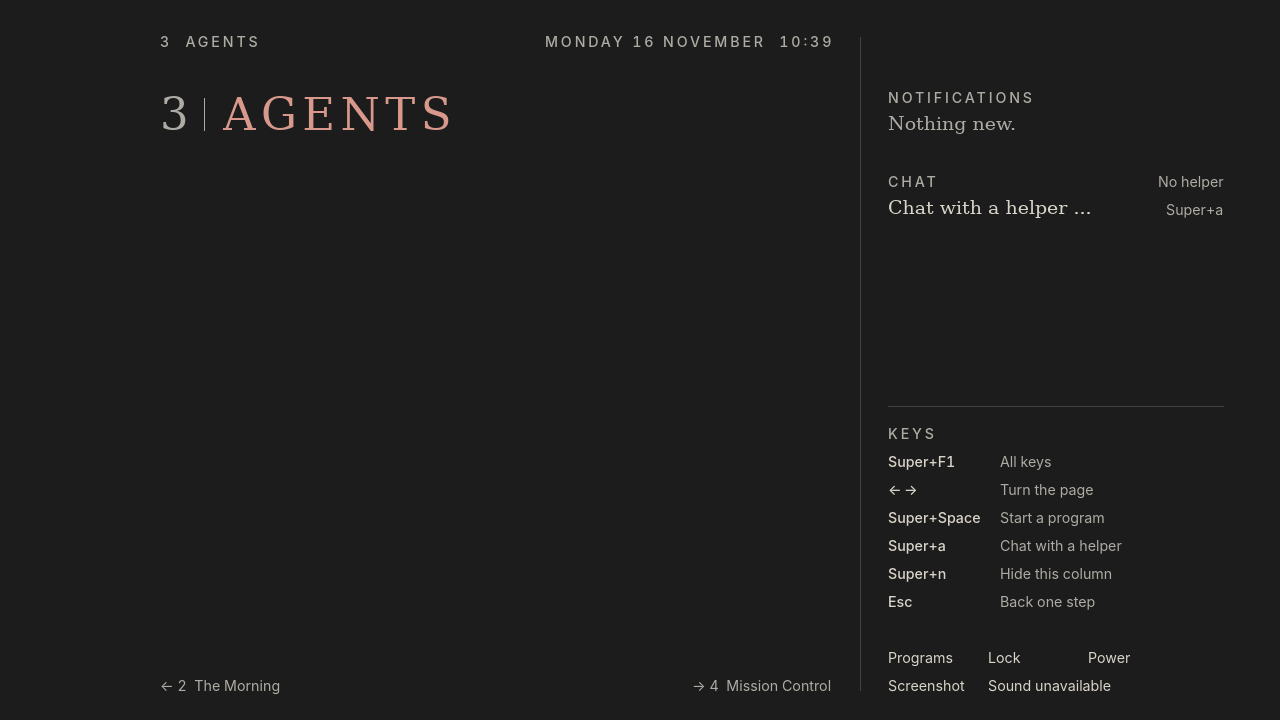 3 AGENTS
MONDAY 16 NOVEMBER 10:39
3 AGENTS
NOTIFICATIONS
Nothing new.
CHAT
No helper
Chat with a helper ...
Super+a
KEYS
Super+F1 All keys
← → Turn the page
Super+Space Start a program
Super+a Chat with a helper
Super+n Hide this column
Esc Back one step
Programs Lock Power
Screenshot Sound unavailable
← 2 The Morning
→ 4 Mission Control